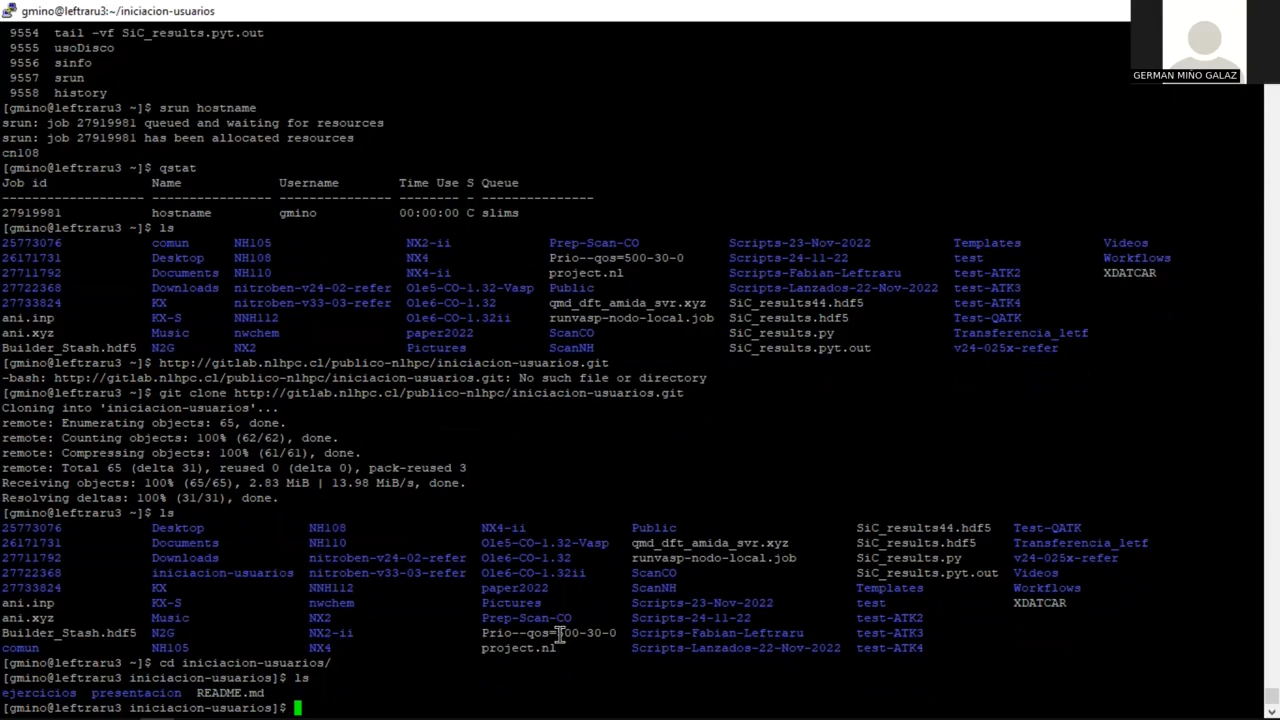 gmino@leftraru3:~/iniciacion-usuarios
GERMAN MIÑO GALAZ
9554  tail -vf SiC_results.pyt.out
9555  usoDisco
9556  sinfo
9557  srun
9558  history
[gmino@leftraru3 ~]$ srun hostname
srun: job 27919981 queued and waiting for resources
srun: job 27919981 has been allocated resources
cn108
[gmino@leftraru3 ~]$ qstat
Job id              Name             Username        Time Use S Queue
------------------- ---------------- --------------- -------- - ---------------
27919981            hostname         gmino           00:00:00 C slims
[gmino@leftraru3 ~]$ ls
25773076 comun NH105 NX2-ii Prep-Scan-CO Scripts-23-Nov-2022 Templates Videos
26171731 Desktop NH108 NX4 Prio--qos=500-30-0 Scripts-24-11-22 test Workflows
27711792 Documents NH110 NX4-ii project.nl Scripts-Fabian-Leftraru test-ATK2 XDATCAR
27722368 Downloads nitroben-v24-02-refer Ole5-CO-1.32-Vasp Public Scripts-Lanzados-22-Nov-2022 test-ATK3
27733824 KX nitroben-v33-03-refer Ole6-CO-1.32 qmd_dft_amida_svr.xyz SiC_results44.hdf5 test-ATK4
ani.inp KX-S NNH112 Ole6-CO-1.32ii runvasp-nodo-local.job SiC_results.hdf5 Test-QATK
ani.xyz Music nwchem paper2022 ScanCO SiC_results.py Transferencia_letf
Builder_Stash.hdf5 N2G NX2 Pictures ScanNH SiC_results.pyt.out v24-025x-refer
[gmino@leftraru3 ~]$ http://gitlab.nlhpc.cl/publico-nlhpc/iniciacion-usuarios.git
-bash: http://gitlab.nlhpc.cl/publico-nlhpc/iniciacion-usuarios.git: No such file or directory
[gmino@leftraru3 ~]$ git clone http://gitlab.nlhpc.cl/publico-nlhpc/iniciacion-usuarios.git
Cloning into 'iniciacion-usuarios'...
remote: Enumerating objects: 65, done.
remote: Counting objects: 100% (62/62), done.
remote: Compressing objects: 100% (61/61), done.
remote: Total 65 (delta 31), reused 0 (delta 0), pack-reused 3
Receiving objects: 100% (65/65), 2.83 MiB | 13.98 MiB/s, done.
Resolving deltas: 100% (31/31), done.
[gmino@leftraru3 ~]$ ls
25773076 Desktop NH108 NX4-ii Public SiC_results44.hdf5 Test-QATK
26171731 Documents NH110 Ole5-CO-1.32-Vasp qmd_dft_amida_svr.xyz SiC_results.hdf5 Transferencia_letf
27711792 Downloads nitroben-v24-02-refer Ole6-CO-1.32 runvasp-nodo-local.job SiC_results.py v24-025x-refer
27722368 iniciacion-usuarios nitroben-v33-03-refer Ole6-CO-1.32ii ScanCO SiC_results.pyt.out Videos
27733824 KX NNH112 paper2022 ScanNH Templates Workflows
ani.inp KX-S nwchem Pictures Scripts-23-Nov-2022 test XDATCAR
ani.xyz Music NX2 Prep-Scan-CO Scripts-24-11-22 test-ATK2
Builder_Stash.hdf5 N2G NX2-ii Prio--qos=500-30-0 Scripts-Fabian-Leftraru test-ATK3
comun NH105 NX4 project.nl Scripts-Lanzados-22-Nov-2022 test-ATK4
[gmino@leftraru3 ~]$ cd iniciacion-usuarios/
[gmino@leftraru3 iniciacion-usuarios]$ ls
ejercicios  presentacion  README.md
[gmino@leftraru3 iniciacion-usuarios]$